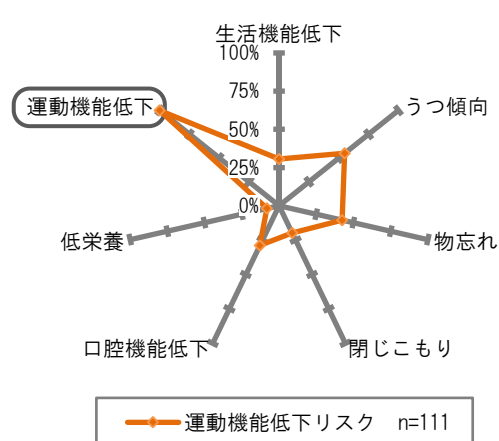 生活機能低下
100%
75%
50%
25%
0%
うつ傾向
物忘れ
閉じこもり
口腔機能低下
低栄養
運動機能低下
運動機能低下リスク n=111